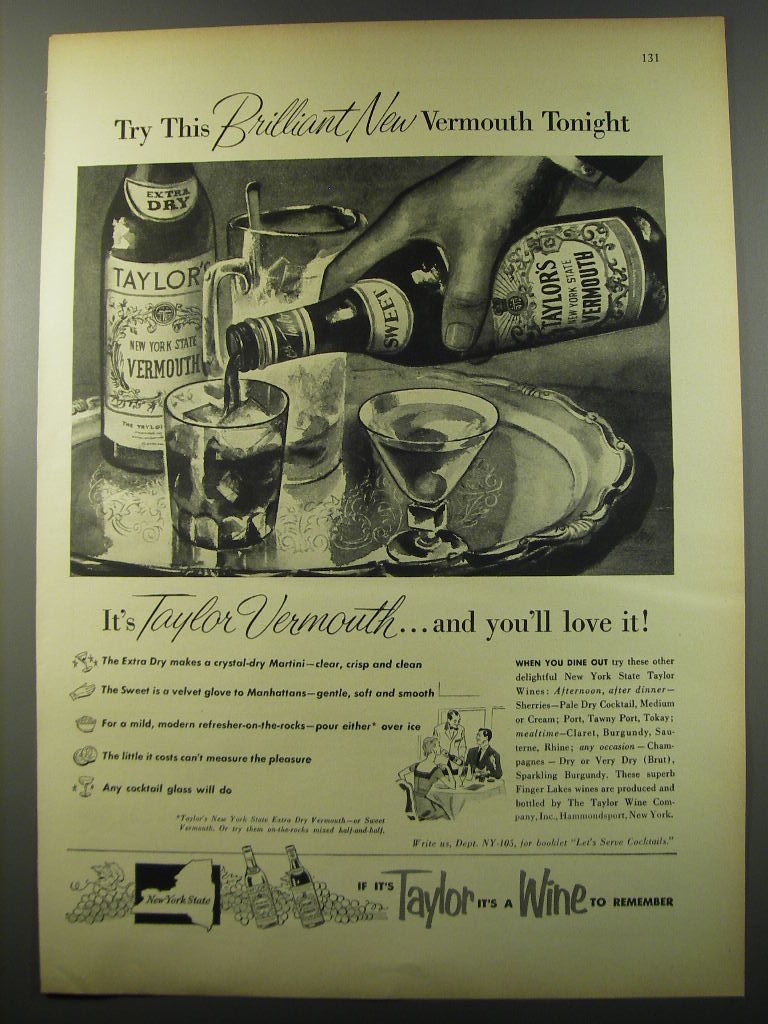 131
Try This Brilliant New Vermouth Tonight
EXTRA
DRY
TAYLOR'S
NEW YORK STATE
VERMOUTH
SWEET
TAYLOR'S
NEW YORK STATE
VERMOUTH
It's Taylor Vermouth...and you'll love it!
The Extra Dry makes a crystal-dry Martini—clear, crisp and clean
The Sweet is a velvet glove to Manhattans—gentle, soft and smooth
For a mild, modern refresher-on-the-rocks—pour either* over ice
The little it costs can't measure the pleasure
Any cocktail glass will do
*Taylor's New York State Extra Dry Vermouth—or Sweet
Vermouth. Or try them on-the-rocks mixed half-and-half.
WHEN YOU DINE OUT try these other
delightful New York State Taylor
Wines: Afternoon, after dinner—
Sherries—Pale Dry Cocktail, Medium
or Cream; Port, Tawny Port, Tokay;
mealtime—Claret, Burgundy, Sau-
terne, Rhine; any occasion — Cham-
pagnes — Dry or Very Dry (Brut),
Sparkling Burgundy. These superb
Finger Lakes wines are produced and
bottled by The Taylor Wine Com-
pany, Inc., Hammondsport, New York.
Write us, Dept. NY-105, for booklet "Let's Serve Cocktails."
New York State
IF IT'S Taylor IT'S A Wine TO REMEMBER